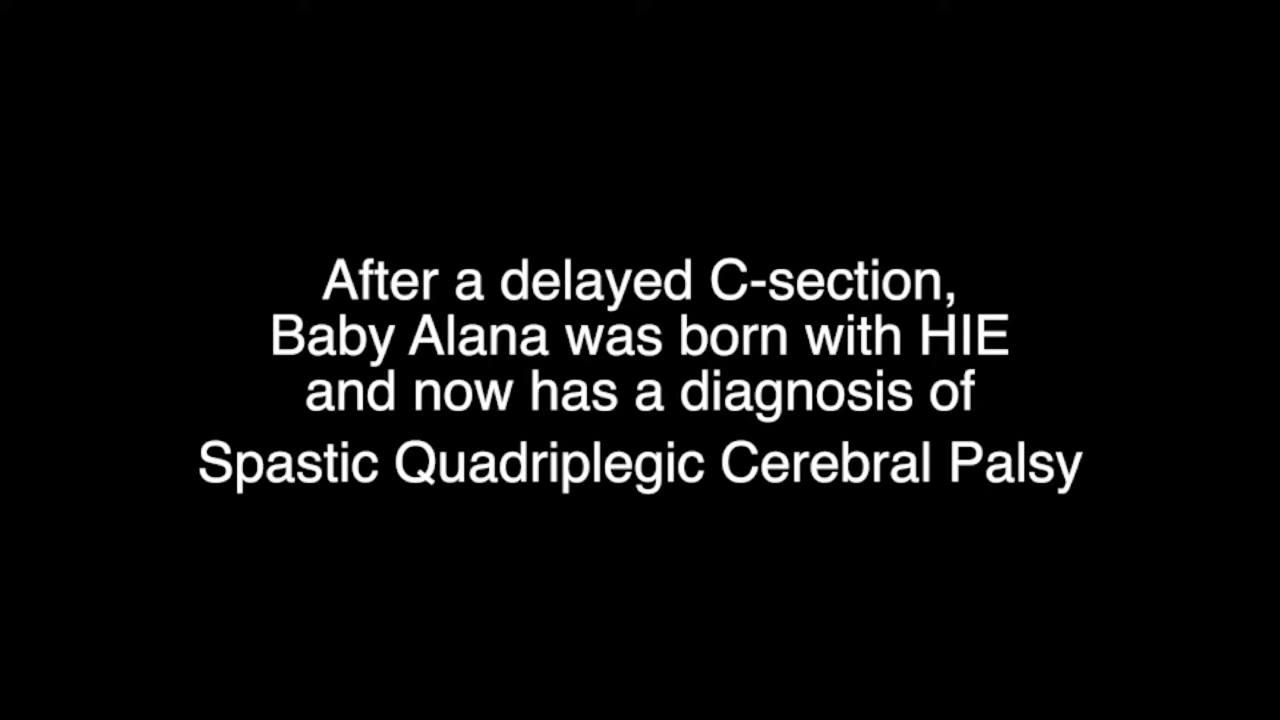 After a delayed C-section,
Baby Alana was born with HIE
and now has a diagnosis of
Spastic Quadriplegic Cerebral Palsy